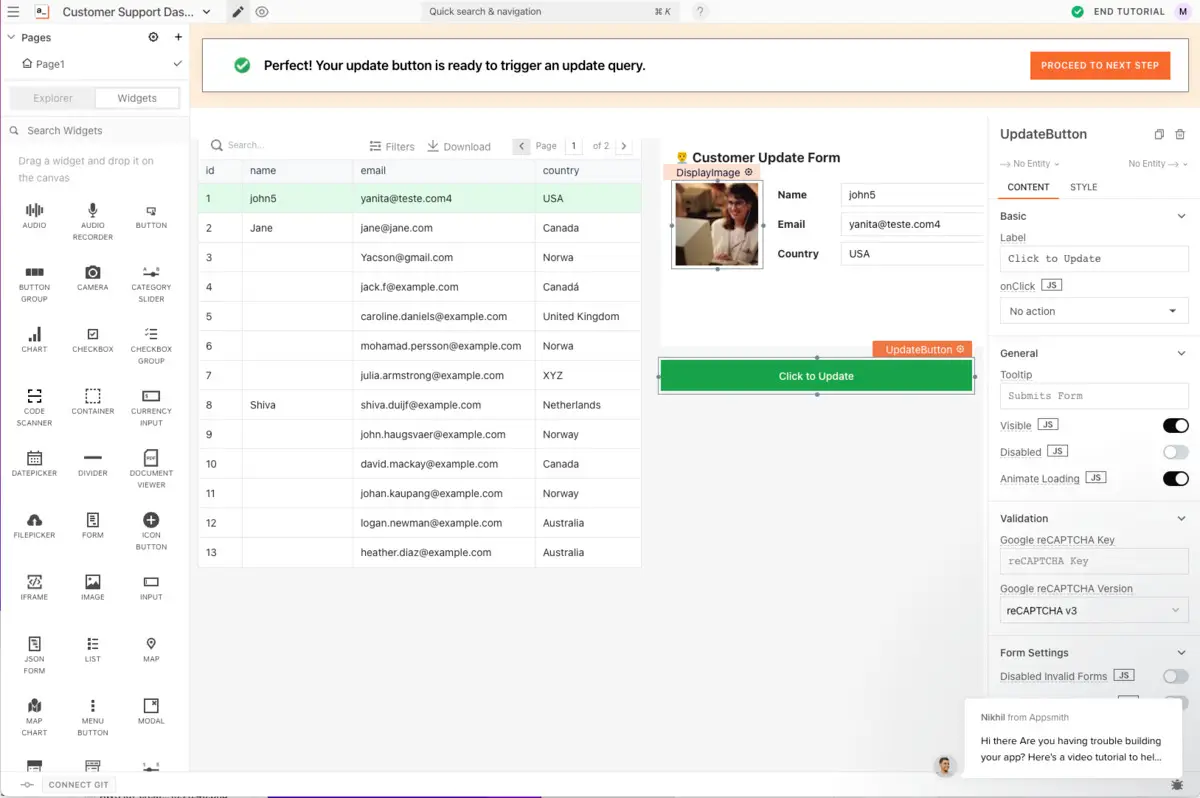 Customer Support Das...
Quick search & navigation
⌘ K
?
END TUTORIAL
M
Pages
Page1
Explorer
Widgets
Search Widgets
Drag a widget and drop it on
the canvas
AUDIO
AUDIO
RECORDER
BUTTON
BUTTON
GROUP
CAMERA
CATEGORY
SLIDER
CHART
CHECKBOX
CHECKBOX
GROUP
CODE
SCANNER
CONTAINER
CURRENCY
INPUT
DATEPICKER
DIVIDER
DOCUMENT
VIEWER
FILEPICKER
FORM
ICON
BUTTON
IFRAME
IMAGE
INPUT
JSON
FORM
LIST
MAP
MAP
CHART
MENU
BUTTON
MODAL
CONNECT GIT
Perfect! Your update button is ready to trigger an update query.
PROCEED TO NEXT STEP
Search...
Filters
Download
Page
1
of 2
id name email country
1 john5 yanita@teste.com4 USA
2 Jane jane@jane.com Canada
3 Yacson@gmail.com Norwa
4 jack.f@example.com Canadá
5 caroline.daniels@example.com United Kingdom
6 mohamad.persson@example.com Norwa
7 julia.armstrong@example.com XYZ
8 Shiva shiva.duijf@example.com Netherlands
9 john.haugsvaer@example.com Norway
10 david.mackay@example.com Canada
11 johan.kaupang@example.com Norway
12 logan.newman@example.com Australia
13 heather.diaz@example.com Australia
Customer Update Form
DisplayImage
Name john5
Email yanita@teste.com4
Country USA
UpdateButton
Click to Update
UpdateButton
No Entity
No Entity
CONTENT
STYLE
Basic
Label
Click to Update
onClick JS
No action
General
Tooltip
Submits Form
Visible JS
Disabled JS
Animate Loading JS
Validation
Google reCAPTCHA Key
reCAPTCHA Key
Google reCAPTCHA Version
reCAPTCHA v3
Form Settings
Disabled Invalid Forms JS
Nikhil from Appsmith
Hi there Are you having trouble building
your app? Here's a video tutorial to hel...